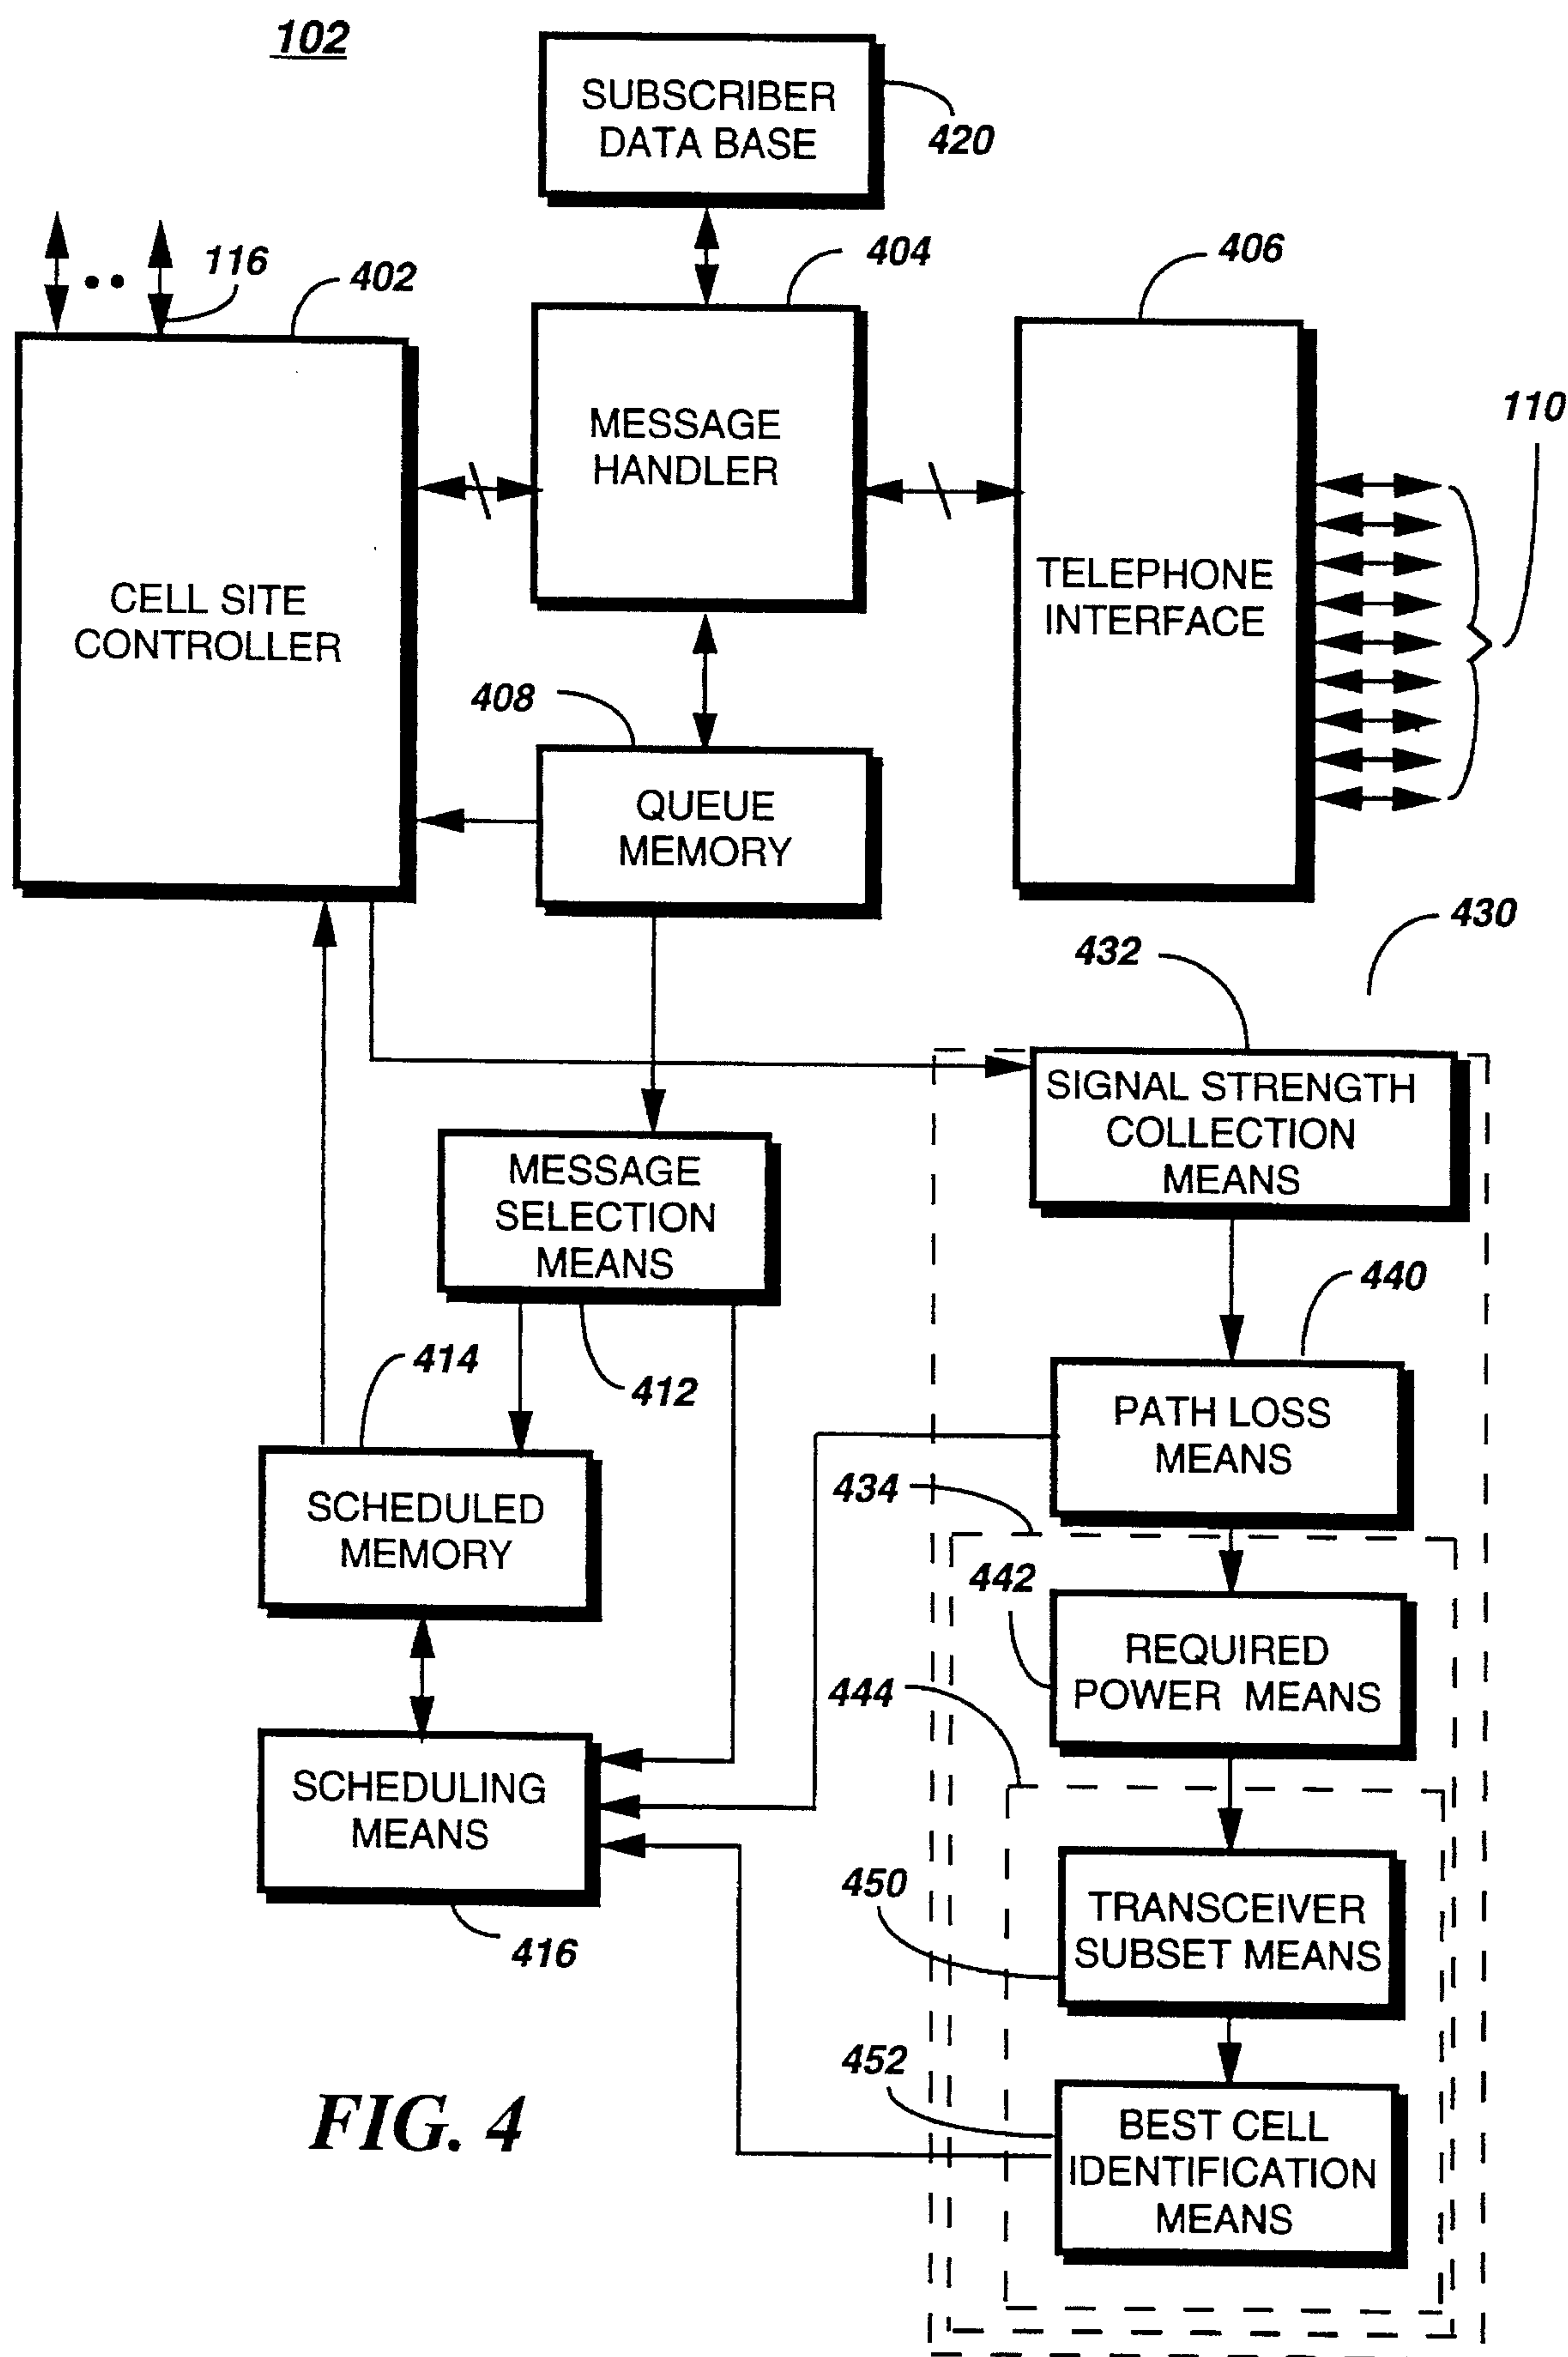 102
SUBSCRIBER
DATA BASE
420
116
402
404
406
CELL SITE
CONTROLLER
MESSAGE
HANDLER
TELEPHONE
INTERFACE
110
408
QUEUE
MEMORY
430
432
SIGNAL STRENGTH
COLLECTION
MEANS
MESSAGE
SELECTION
MEANS
412
440
PATH LOSS
MEANS
414
SCHEDULED
MEMORY
434
442
REQUIRED
POWER MEANS
444
SCHEDULING
MEANS
416
450
TRANSCEIVER
SUBSET MEANS
452
BEST CELL
IDENTIFICATION
MEANS
FIG. 4